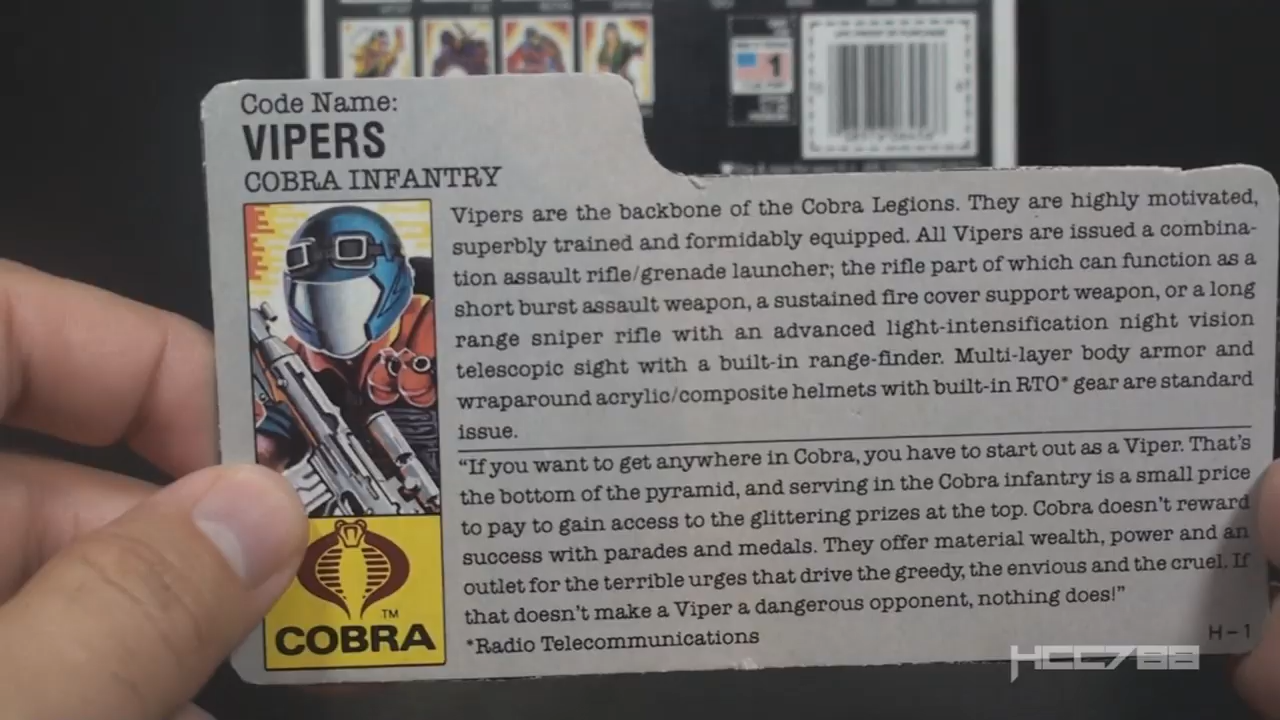 1
Code Name:
VIPERS
COBRA INFANTRY
Vipers are the backbone of the Cobra Legions. They are highly motivated,
superbly trained and formidably equipped. All Vipers are issued a combina-
tion assault rifle/grenade launcher; the rifle part of which can function as a
short burst assault weapon, a sustained fire cover support weapon, or a long
range sniper rifle with an advanced light-intensification night vision
telescopic sight with a built-in range-finder. Multi-layer body armor and
wraparound acrylic/composite helmets with built-in RTO* gear are standard
issue.
"If you want to get anywhere in Cobra, you have to start out as a Viper. That's
the bottom of the pyramid, and serving in the Cobra infantry is a small price
to pay to gain access to the glittering prizes at the top. Cobra doesn't reward
success with parades and medals. They offer material wealth, power and an
outlet for the terrible urges that drive the greedy, the envious and the cruel. If
that doesn't make a Viper a dangerous opponent, nothing does!"
*Radio Telecommunications
TM
COBRA
H-1
HCC788